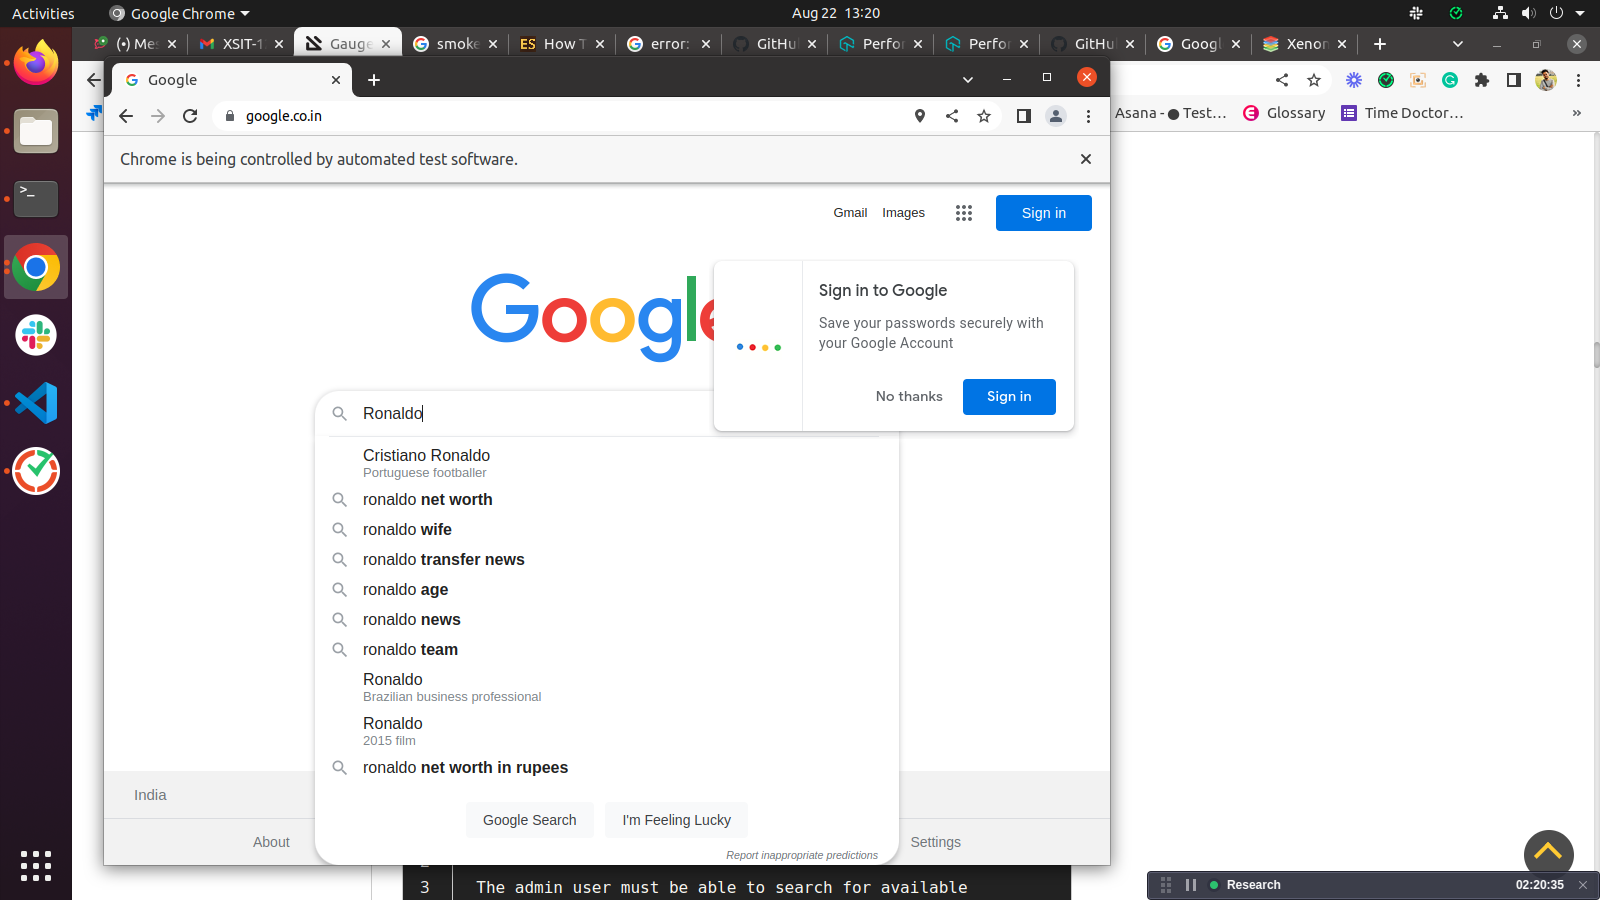 Activities
Google Chrome
Aug 22 13:20
(•) Mes
XSIT-1
Gauge
smoke
ES How T
error:
GitHu
Perfor
Perfor
GitHu
Googl
Xenon
Google
google.co.in
Asana - ● Test…
Glossary
Time Doctor…
»
Chrome is being controlled by automated test software.
Gmail
Images
Sign in
Google
Sign in to Google
Save your passwords securely with
your Google Account
No thanks
Sign in
Ronaldo
Cristiano Ronaldo
Portuguese footballer
ronaldo net worth
ronaldo wife
ronaldo transfer news
ronaldo age
ronaldo news
ronaldo team
Ronaldo
Brazilian business professional
Ronaldo
2015 film
ronaldo net worth in rupees
Google Search
I'm Feeling Lucky
Report inappropriate predictions
India
About
Settings
3 The admin user must be able to search for available
Research
02:20:35